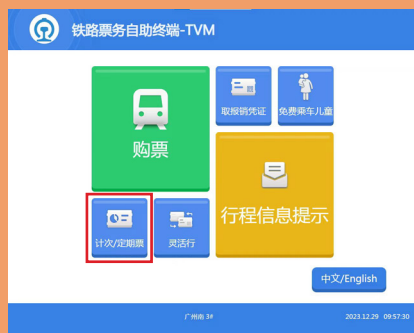 铁路票务自助终端-TVM
购票
取报销凭证
免费乘车儿童
行程信息提示
计次/定期票
灵活行
中文/English
广州南 3#
2023.12.29 09:57:30